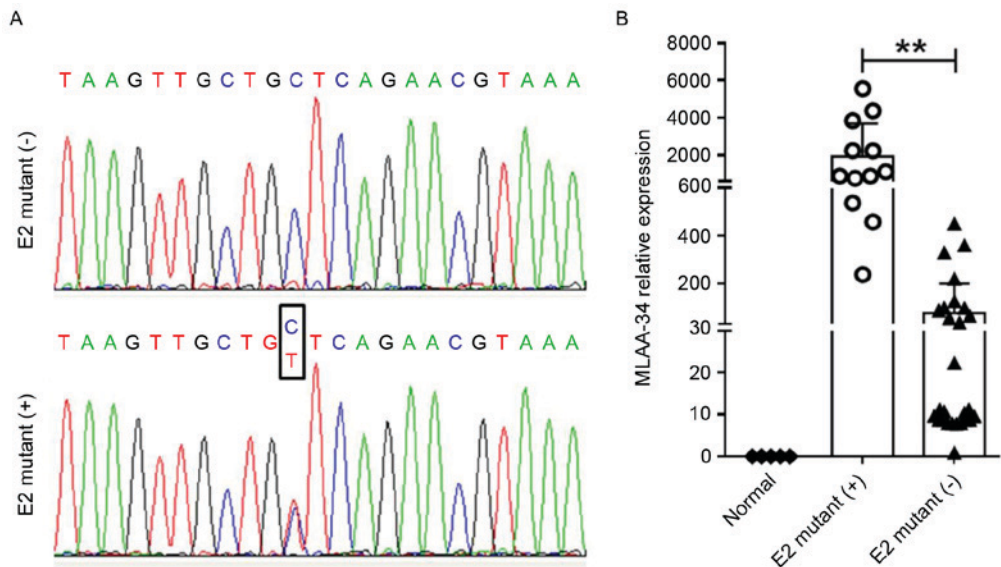 A
TAAGTTGCTGCTCAGAACGTAAA
E2 mutant (-)
C
TAAGTTGCTG TCAGAACGTAAA
T
E2 mutant (+)
B
8000
**
6000
4000
2000
600
400
200
30
20
10
0
MLAA-34 relative expression
Normal
E2 mutant (+)
E2 mutant (-)